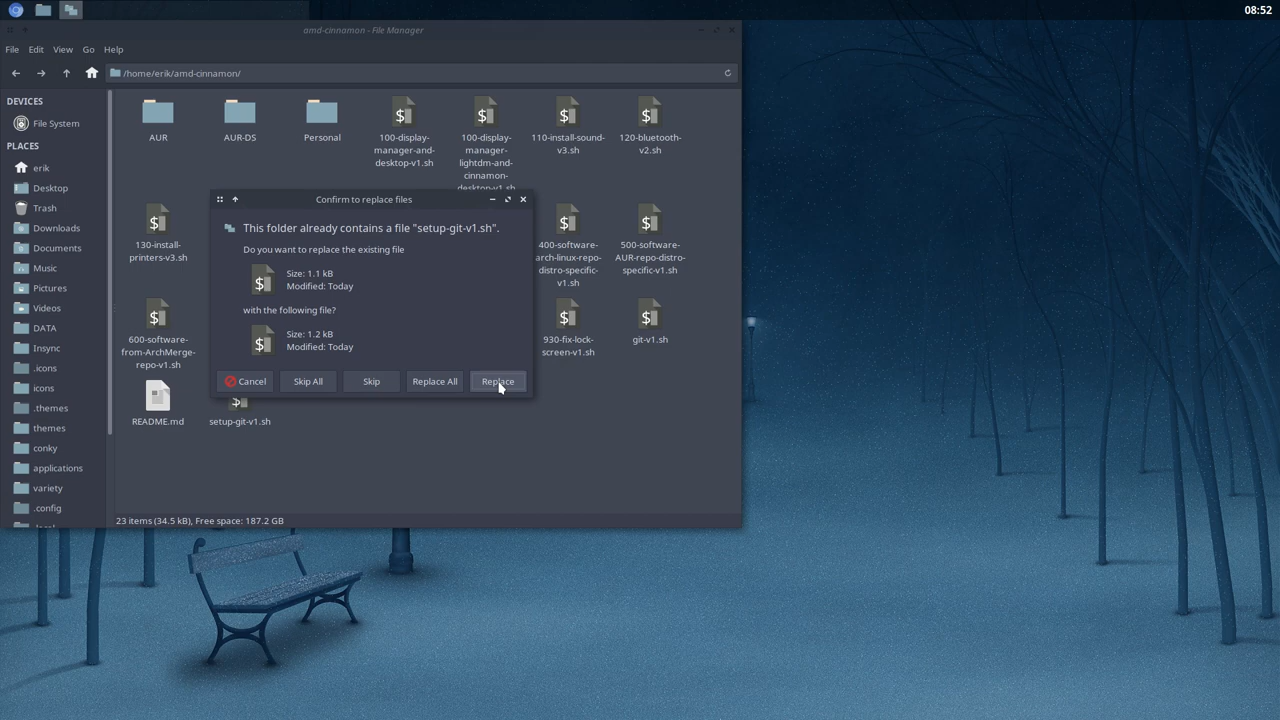 08:52
amd-cinnamon - File Manager
File Edit View Go Help
/home/erik/amd-cinnamon/
DEVICES
File System
PLACES
erik
Desktop
Trash
Downloads
Documents
Music
Pictures
Videos
DATA
Insync
.icons
icons
.themes
themes
conky
applications
variety
.config
AUR
AUR-DS
Personal
100-display-
manager-and-
desktop-v1.sh
100-display-
manager-
lightdm-and-
cinnamon-
desktop-v1.sh
110-install-sound-
v3.sh
120-bluetooth-
v2.sh
130-install-
printers-v3.sh
400-software-
arch-linux-repo-
distro-specific-
v1.sh
500-software-
AUR-repo-distro-
specific-v1.sh
600-software-
from-ArchMerge-
repo-v1.sh
930-fix-lock-
screen-v1.sh
git-v1.sh
README.md
setup-git-v1.sh
Confirm to replace files
This folder already contains a file "setup-git-v1.sh".
Do you want to replace the existing file
Size: 1.1 kB
Modified: Today
with the following file?
Size: 1.2 kB
Modified: Today
Cancel
Skip All
Skip
Replace All
Replace
23 items (34.5 kB), Free space: 187.2 GB